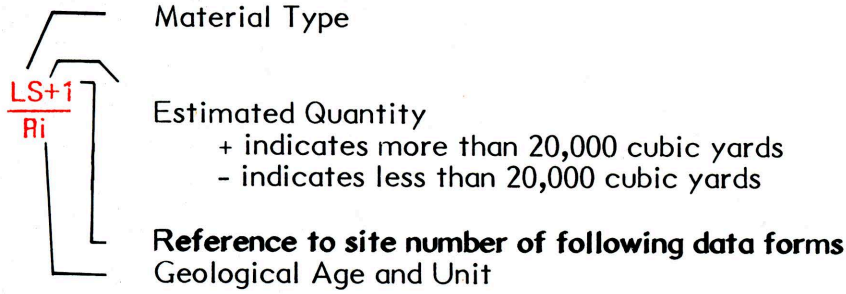 Material Type
LS+1
Ri
Estimated Quantity
+ indicates more than 20,000 cubic yards
- indicates less than 20,000 cubic yards
Reference to site number of following data forms
Geological Age and Unit